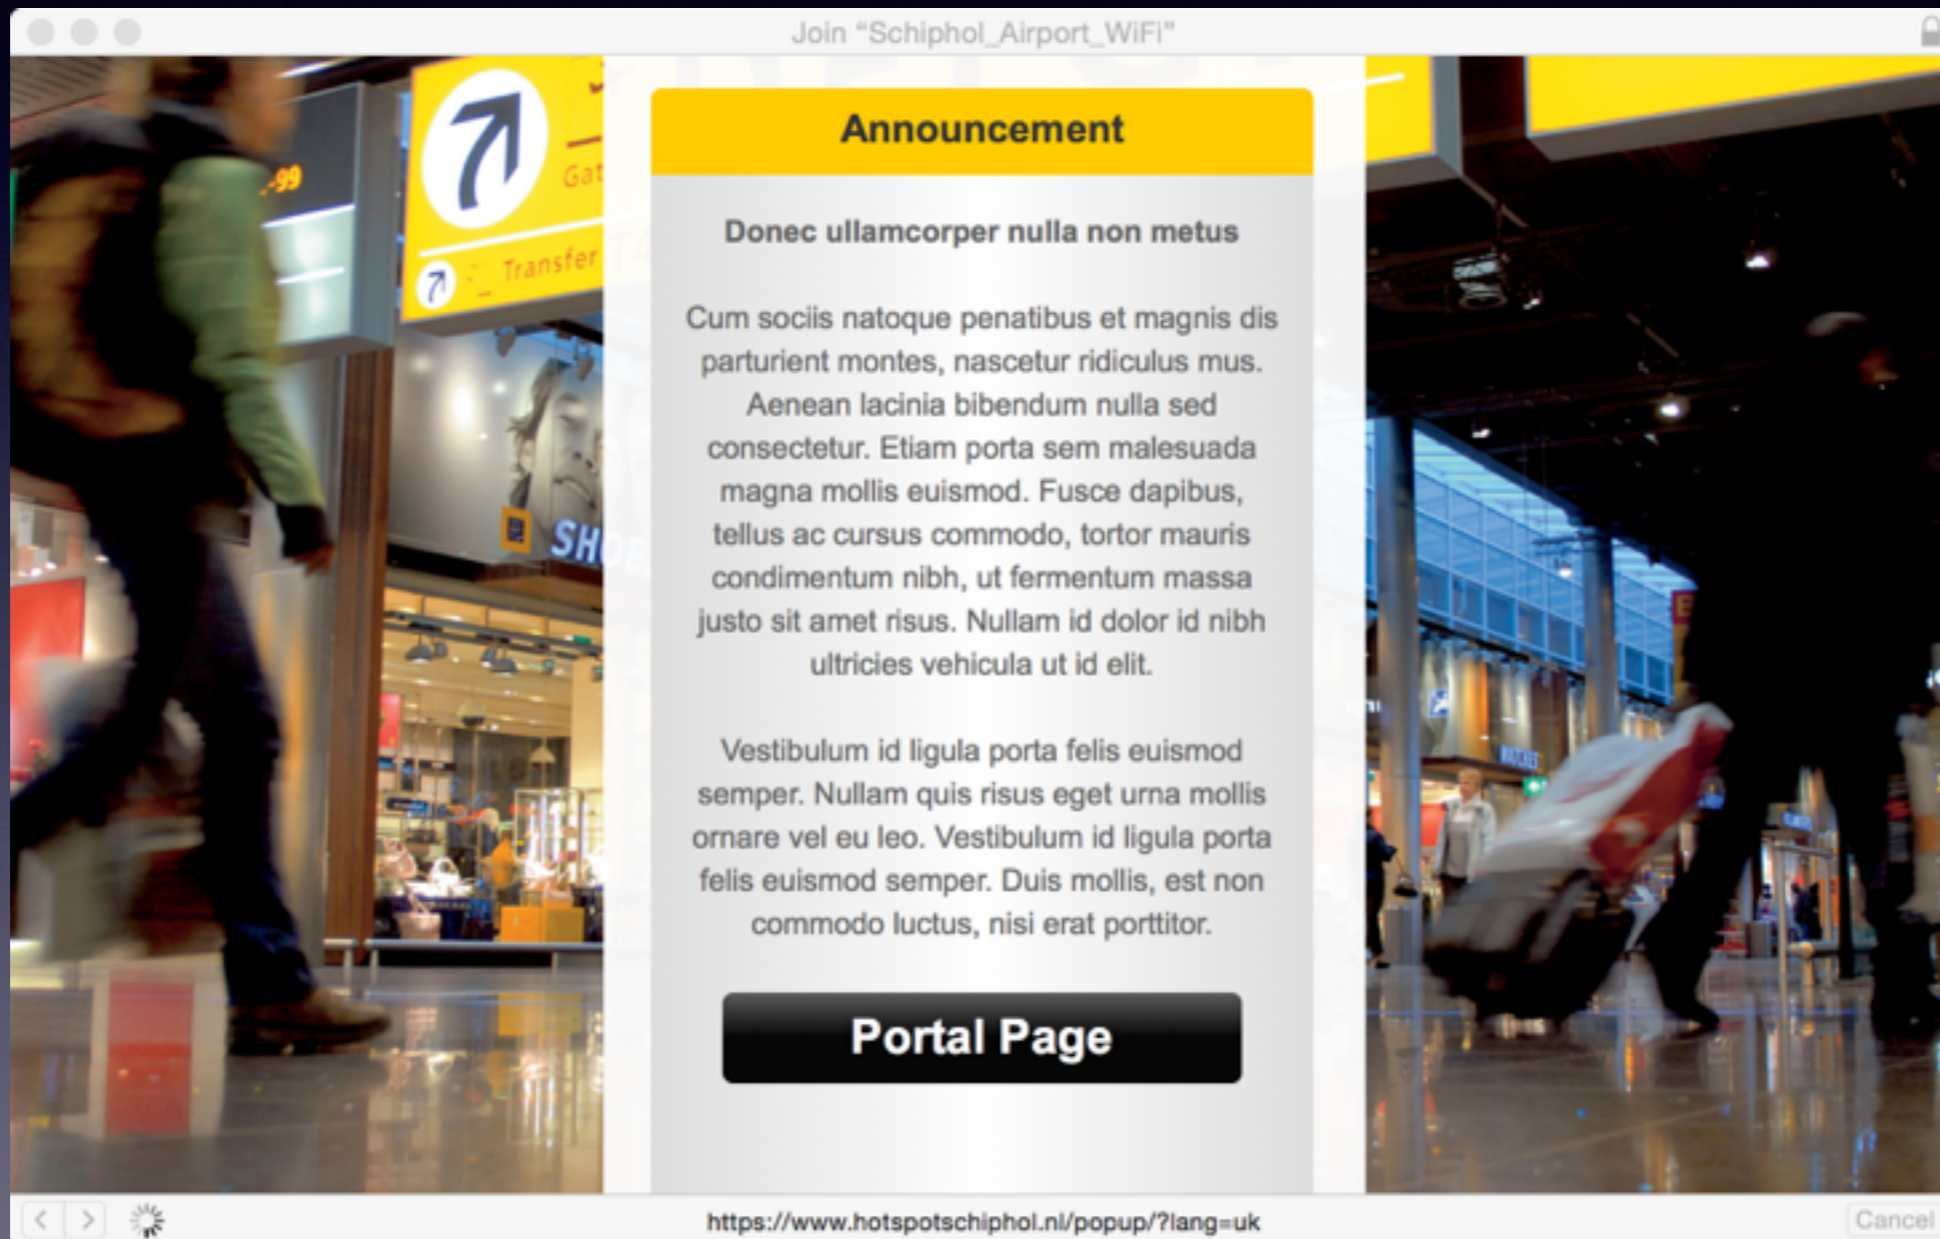 Join “Schiphol_Airport_WiFi”
-99
Gat
Transfer
Announcement
Donec ullamcorper nulla non metus
Cum sociis natoque penatibus et magnis dis
parturient montes, nascetur ridiculus mus.
Aenean lacinia bibendum nulla sed
consectetur. Etiam porta sem malesuada
magna mollis euismod. Fusce dapibus,
tellus ac cursus commodo, tortor mauris
condimentum nibh, ut fermentum massa
justo sit amet risus. Nullam id dolor id nibh
ultricies vehicula ut id elit.
Vestibulum id ligula porta felis euismod
semper. Nullam quis risus eget urna mollis
ornare vel eu leo. Vestibulum id ligula porta
felis euismod semper. Duis mollis, est non
commodo luctus, nisi erat porttitor.
Portal Page
WATCHES
https://www.hotspotschiphol.nl/popup/?lang=uk
Cancel